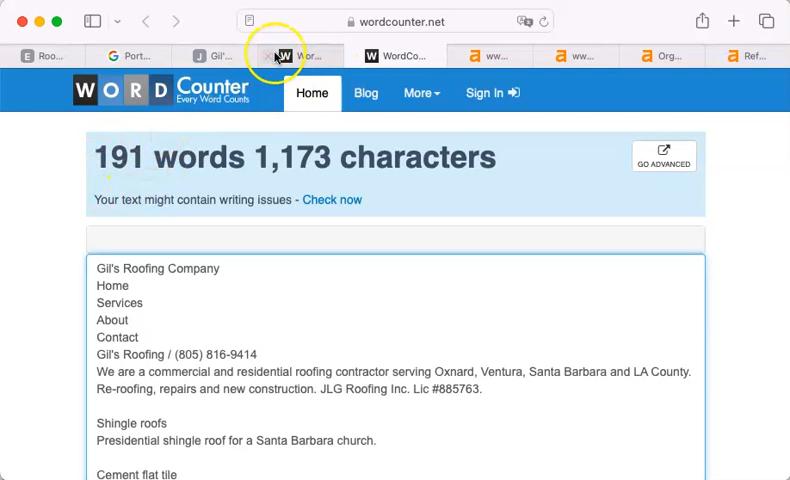 wordcounter.net
E Roo...
Port...
J Gil'...
W Wor...
W WordCo...
ww...
ww...
Org...
Ref...
WORD Counter
Every Word Counts
Home
Blog
More
Sign In
191 words 1,173 characters
GO ADVANCED
Your text might contain writing issues - Check now
Gil's Roofing Company
Home
Services
About
Contact
Gil's Roofing / (805) 816-9414
We are a commercial and residential roofing contractor serving Oxnard, Ventura, Santa Barbara and LA County.
Re-roofing, repairs and new construction. JLG Roofing Inc. Lic #885763.
Shingle roofs
Presidential shingle roof for a Santa Barbara church.
Cement flat tile